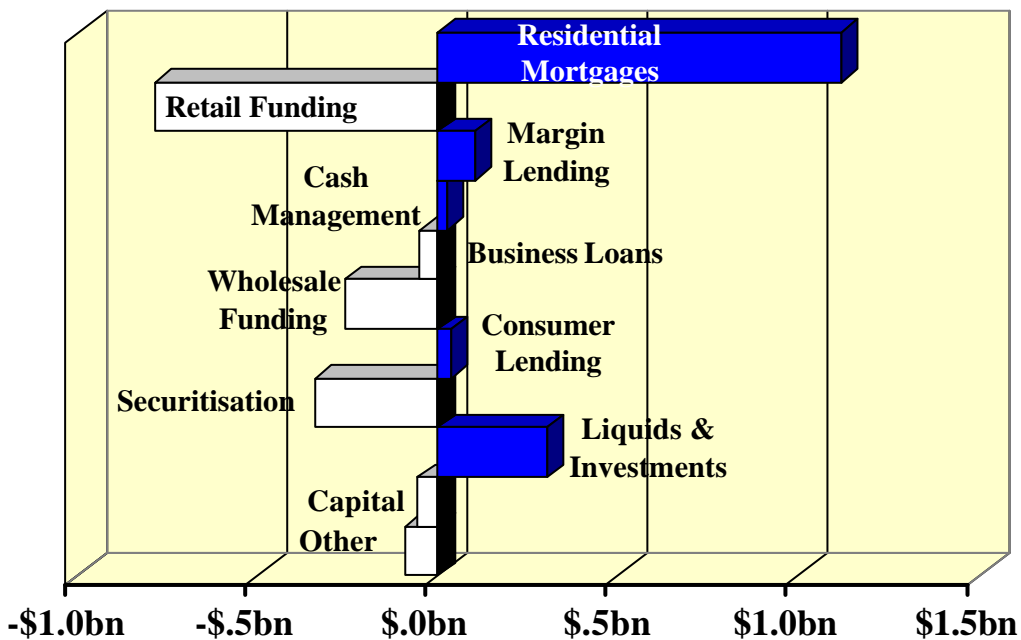 Residential
Mortgages
Retail Funding
Margin
Lending
Cash
Management
Business Loans
Wholesale
Funding
Consumer
Lending
Securitisation
Liquids &
Investments
Capital
Other
-$1.0bn -$.5bn $.0bn $.5bn $1.0bn $1.5bn